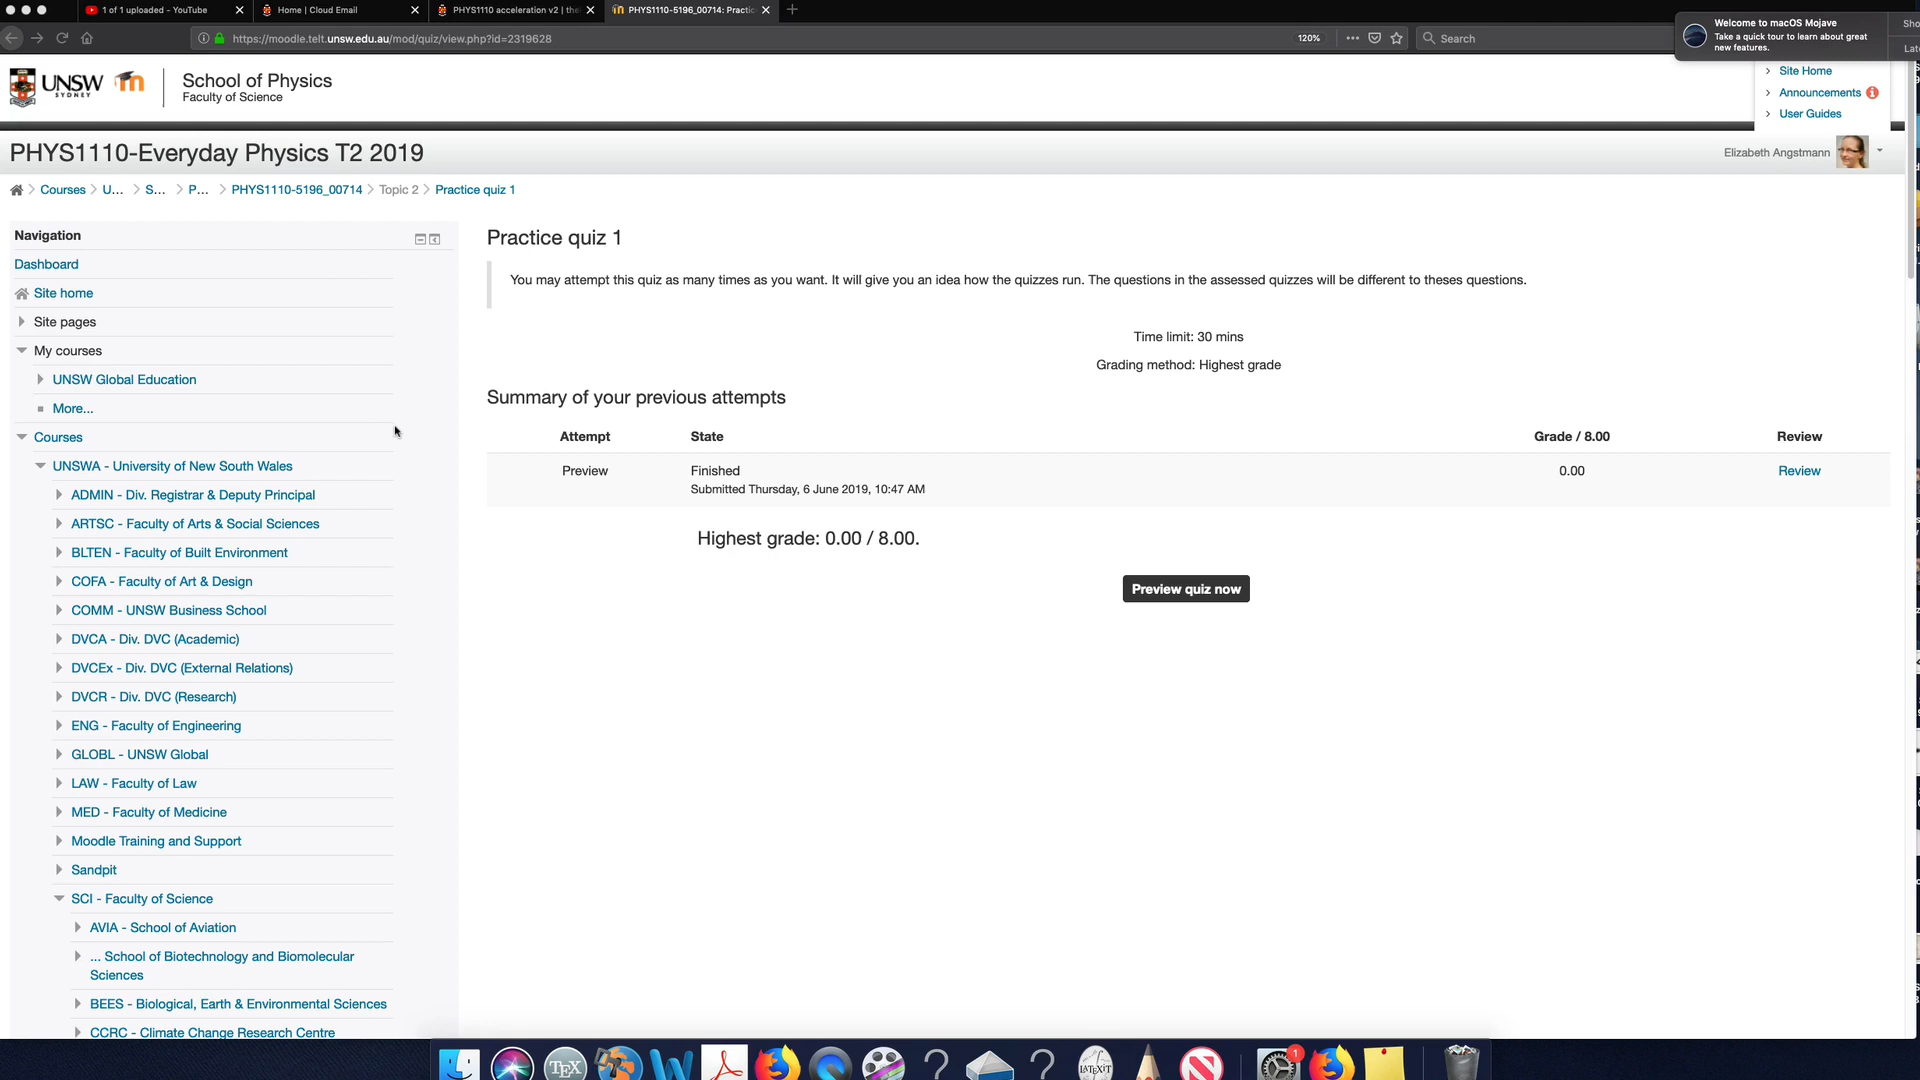 1 of 1 uploaded - YouTube
Home | Cloud Email
PHYS1110 acceleration v2 | the
PHYS1110-5196_00714: Practic
https://moodle.telt.unsw.edu.au/mod/quiz/view.php?id=2319628
120%
Search
Welcome to macOS Mojave
Take a quick tour to learn about great
new features.
UNSW
SYDNEY
School of Physics
Faculty of Science
Site Home
Announcements
User Guides
PHYS1110-Everyday Physics T2 2019
Elizabeth Angstmann
Courses U... S... P... PHYS1110-5196_00714 Topic 2 Practice quiz 1
Navigation
Dashboard
Site home
Site pages
My courses
UNSW Global Education
More...
Courses
UNSWA - University of New South Wales
ADMIN - Div. Registrar & Deputy Principal
ARTSC - Faculty of Arts & Social Sciences
BLTEN - Faculty of Built Environment
COFA - Faculty of Art & Design
COMM - UNSW Business School
DVCA - Div. DVC (Academic)
DVCEx - Div. DVC (External Relations)
DVCR - Div. DVC (Research)
ENG - Faculty of Engineering
GLOBL - UNSW Global
LAW - Faculty of Law
MED - Faculty of Medicine
Moodle Training and Support
Sandpit
SCI - Faculty of Science
AVIA - School of Aviation
... School of Biotechnology and Biomolecular
Sciences
BEES - Biological, Earth & Environmental Sciences
CCRC - Climate Change Research Centre
Practice quiz 1
You may attempt this quiz as many times as you want. It will give you an idea how the quizzes run. The questions in the assessed quizzes will be different to theses questions.
Time limit: 30 mins
Grading method: Highest grade
Summary of your previous attempts
Attempt State Grade / 8.00 Review
Preview Finished 0.00 Review
Submitted Thursday, 6 June 2019, 10:47 AM
Highest grade: 0.00 / 8.00.
Preview quiz now
TEX
LATEXiT
1